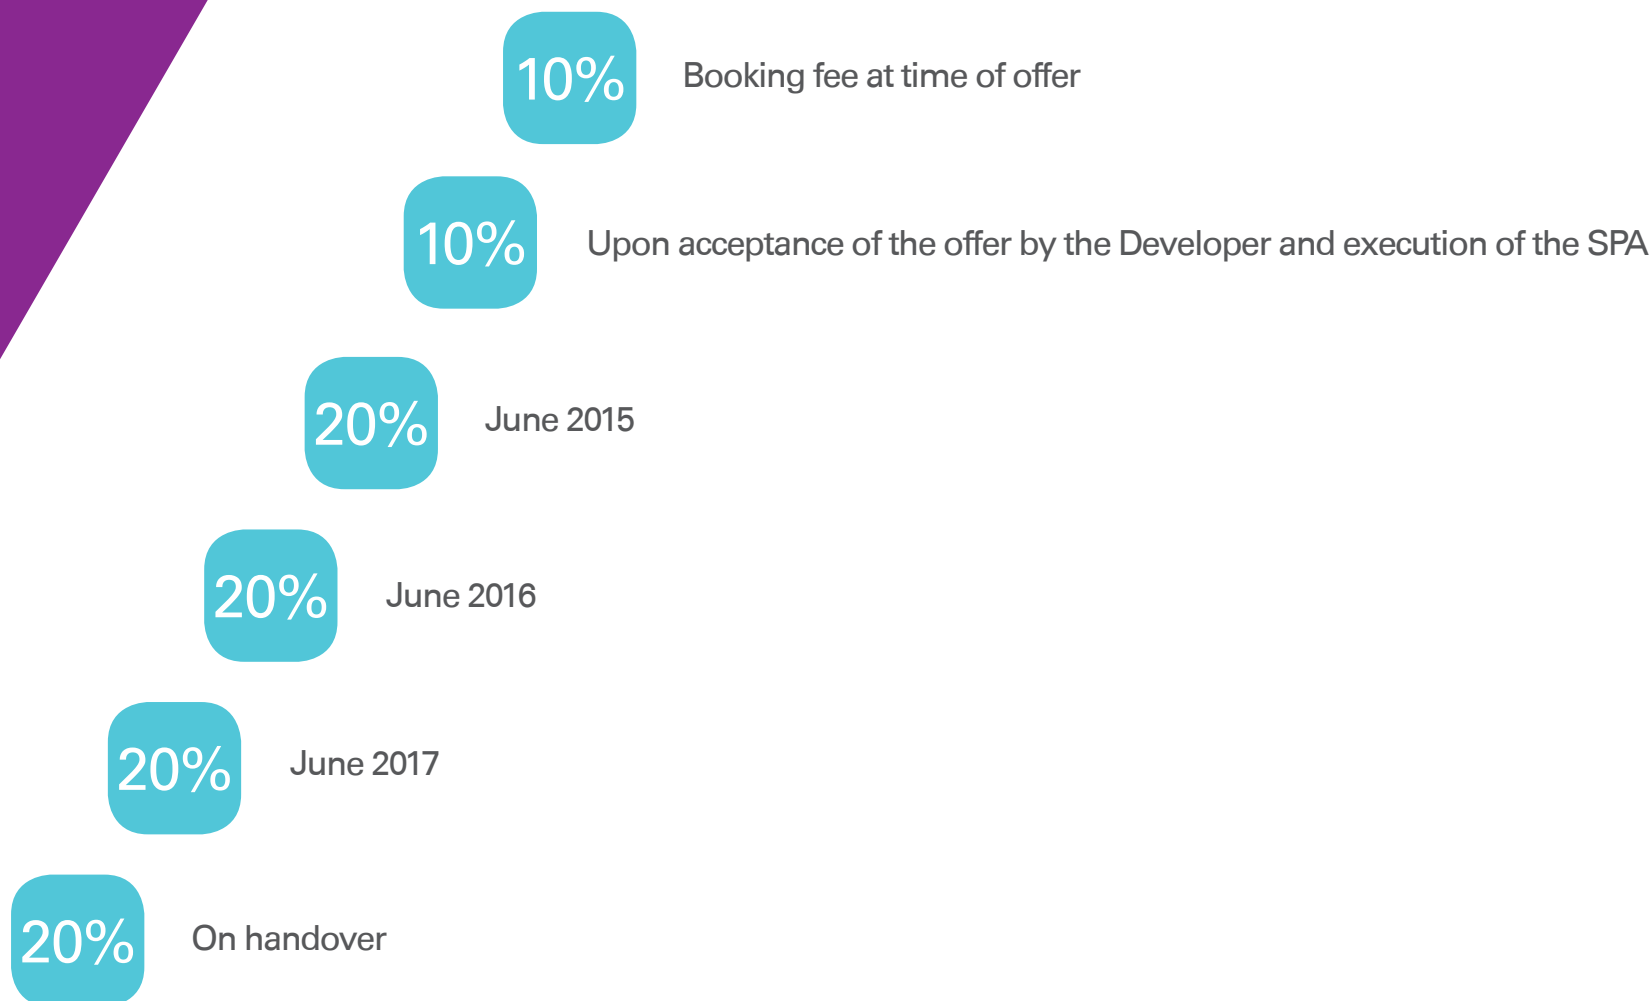 10% Booking fee at time of offer
10% Upon acceptance of the offer by the Developer and execution of the SPA
20% June 2015
20% June 2016
20% June 2017
20% On handover